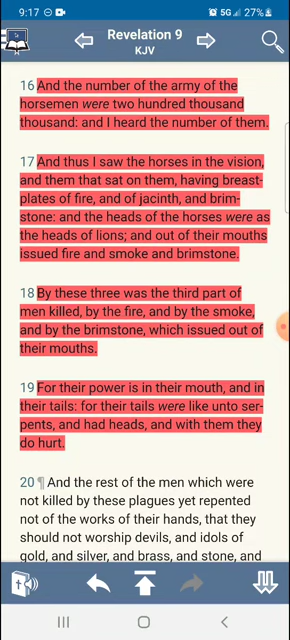 9:17
5G 27%
Revelation 9
KJV
16 And the number of the army of the
horsemen were two hundred thousand
thousand: and I heard the number of them.
17 And thus I saw the horses in the vision,
and them that sat on them, having breast-
plates of fire, and of jacinth, and brim-
stone: and the heads of the horses were as
the heads of lions; and out of their mouths
issued fire and smoke and brimstone.
18 By these three was the third part of
men killed, by the fire, and by the smoke,
and by the brimstone, which issued out of
their mouths.
19 For their power is in their mouth, and in
their tails: for their tails were like unto ser-
pents, and had heads, and with them they
do hurt.
20 ¶ And the rest of the men which were
not killed by these plagues yet repented
not of the works of their hands, that they
should not worship devils, and idols of
gold, and silver, and brass, and stone, and